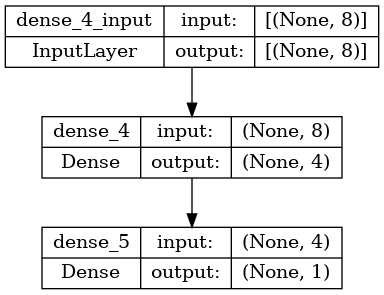 dense_4_input input: [(None, 8)]
InputLayer output: [(None, 8)]
dense_4 input: (None, 8)
Dense output: (None, 4)
dense_5 input: (None, 4)
Dense output: (None, 1)